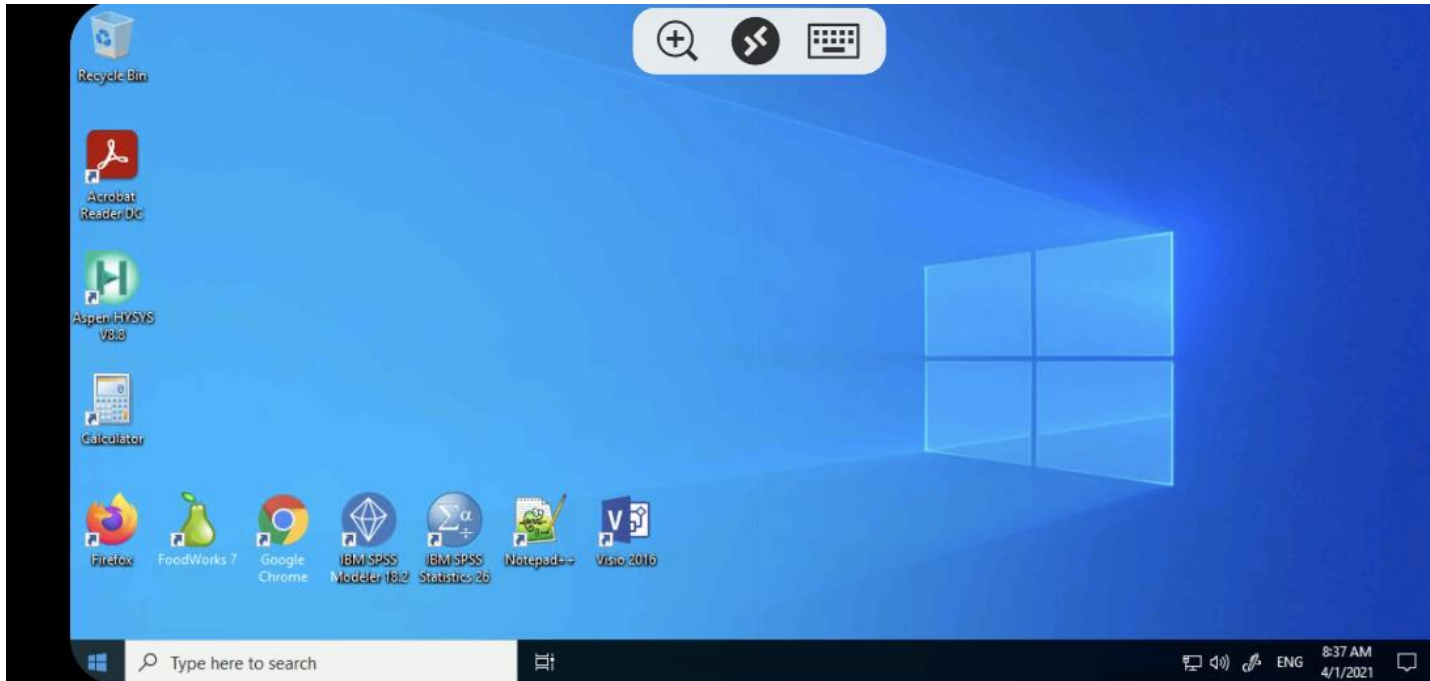 Recycle Bin
Acrobat
Reader DC
Aspen HYSYS
V8.8
Calculator
Firefox
FoodWorks 7
Google
Chrome
IBM SPSS
Modeler 18.2
IBM SPSS
Statistics 26
Notepad++
Visio 2016
Type here to search
ENG
8:37 AM
4/1/2021